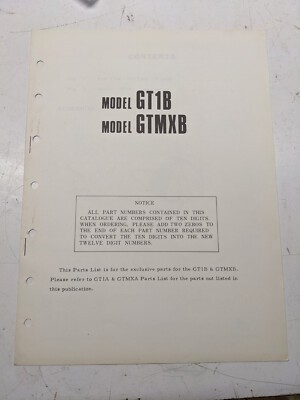 MODEL GT1B
MODEL GTMXB
NOTICE
ALL PART NUMBERS CONTAINED IN THIS
CATALOGUE ARE COMPRISED OF TEN DIGITS.
WHEN ORDERING, PLEASE ADD TWO ZEROS TO
THE END OF EACH PART NUMBER REQUIRED
TO CONVERT THE TEN DIGITS INTO THE NEW
TWELVE DIGIT NUMBERS.
This Parts List is for the exclusive parts for the GT1B & GTMXB.
Please refer to GT1A & GTMXA Parts List for the parts not listed in
this publication.